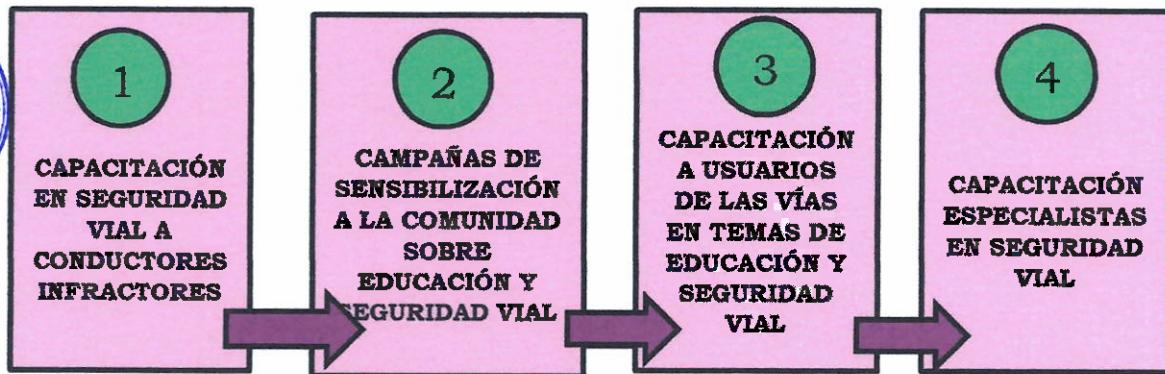 1
CAPACITACIÓN
EN SEGURIDAD
VIAL A
CONDUCTORES
INFRACTORES
2
CAMPAÑAS DE
SENSIBILIZACIÓN
A LA COMUNIDAD
SOBRE
EDUCACIÓN Y
SEGURIDAD VIAL
3
CAPACITACIÓN
A USUARIOS
DE LAS VÍAS
EN TEMAS DE
EDUCACIÓN Y
SEGURIDAD
VIAL
4
CAPACITACIÓN
ESPECIALISTAS
EN SEGURIDAD
VIAL